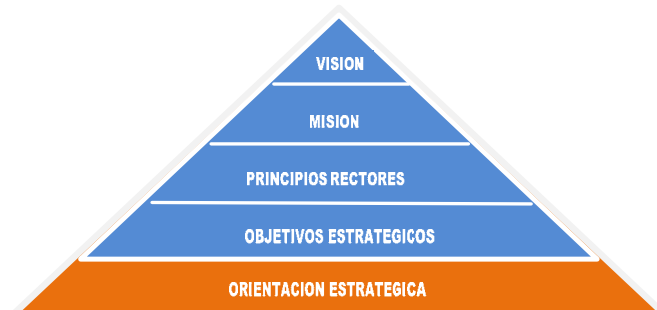 VISION
MISION
PRINCIPIOS RECTORES
OBJETIVOS ESTRATEGICOS
ORIENTACION ESTRATEGICA